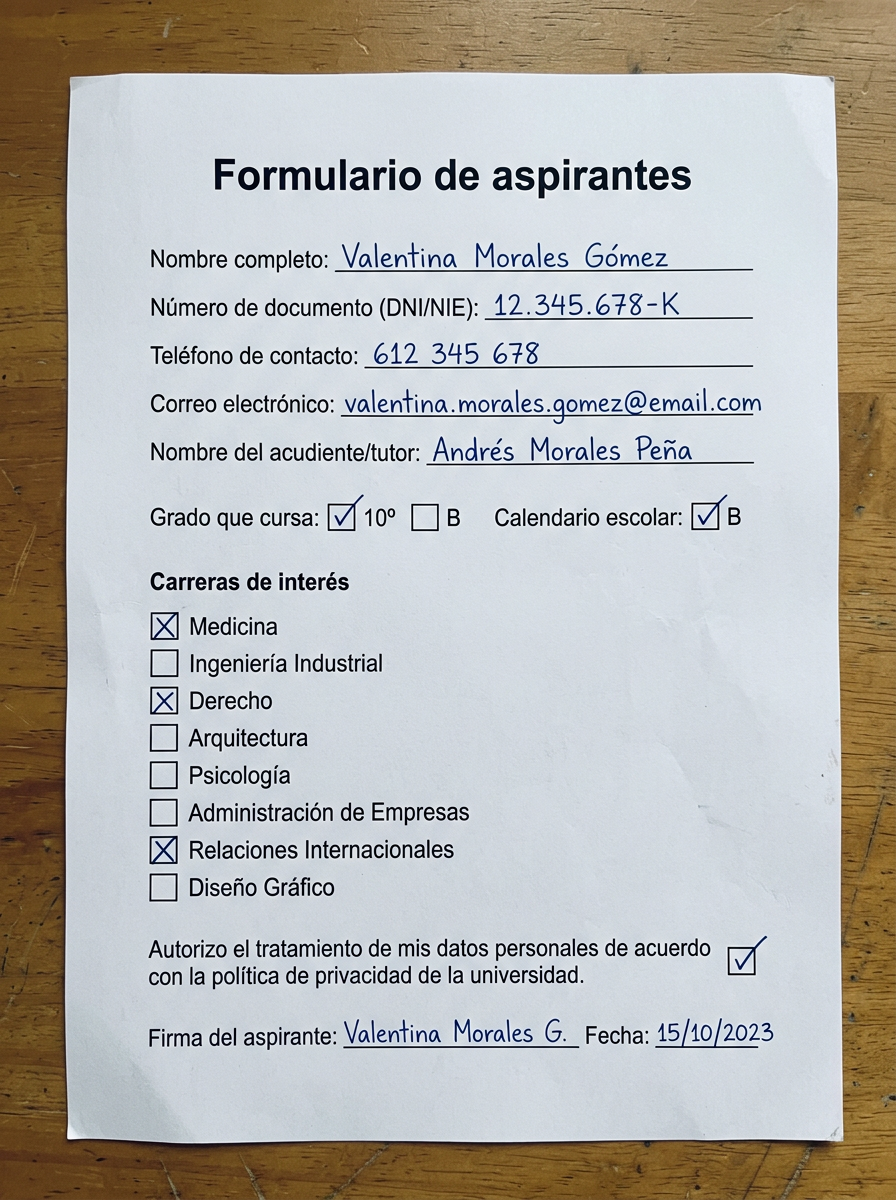 Formulario de aspirantes
Nombre completo: Valentina Morales Gómez
Número de documento (DNI/NIE): 12.345.678-K
Teléfono de contacto: 612 345 678
Correo electrónico: valentina.morales.gomez@email.com
Nombre del acudiente/tutor: Andrés Morales Peña
Grado que cursa: ☑ 10º ☐ B Calendario escolar: ☑ B
Carreras de interés
☒ Medicina
☐ Ingeniería Industrial
☒ Derecho
☐ Arquitectura
☐ Psicología
☐ Administración de Empresas
☒ Relaciones Internacionales
☐ Diseño Gráfico
Autorizo el tratamiento de mis datos personales de acuerdo ☑
con la política de privacidad de la universidad.
Firma del aspirante: Valentina Morales G. Fecha: 15/10/2023